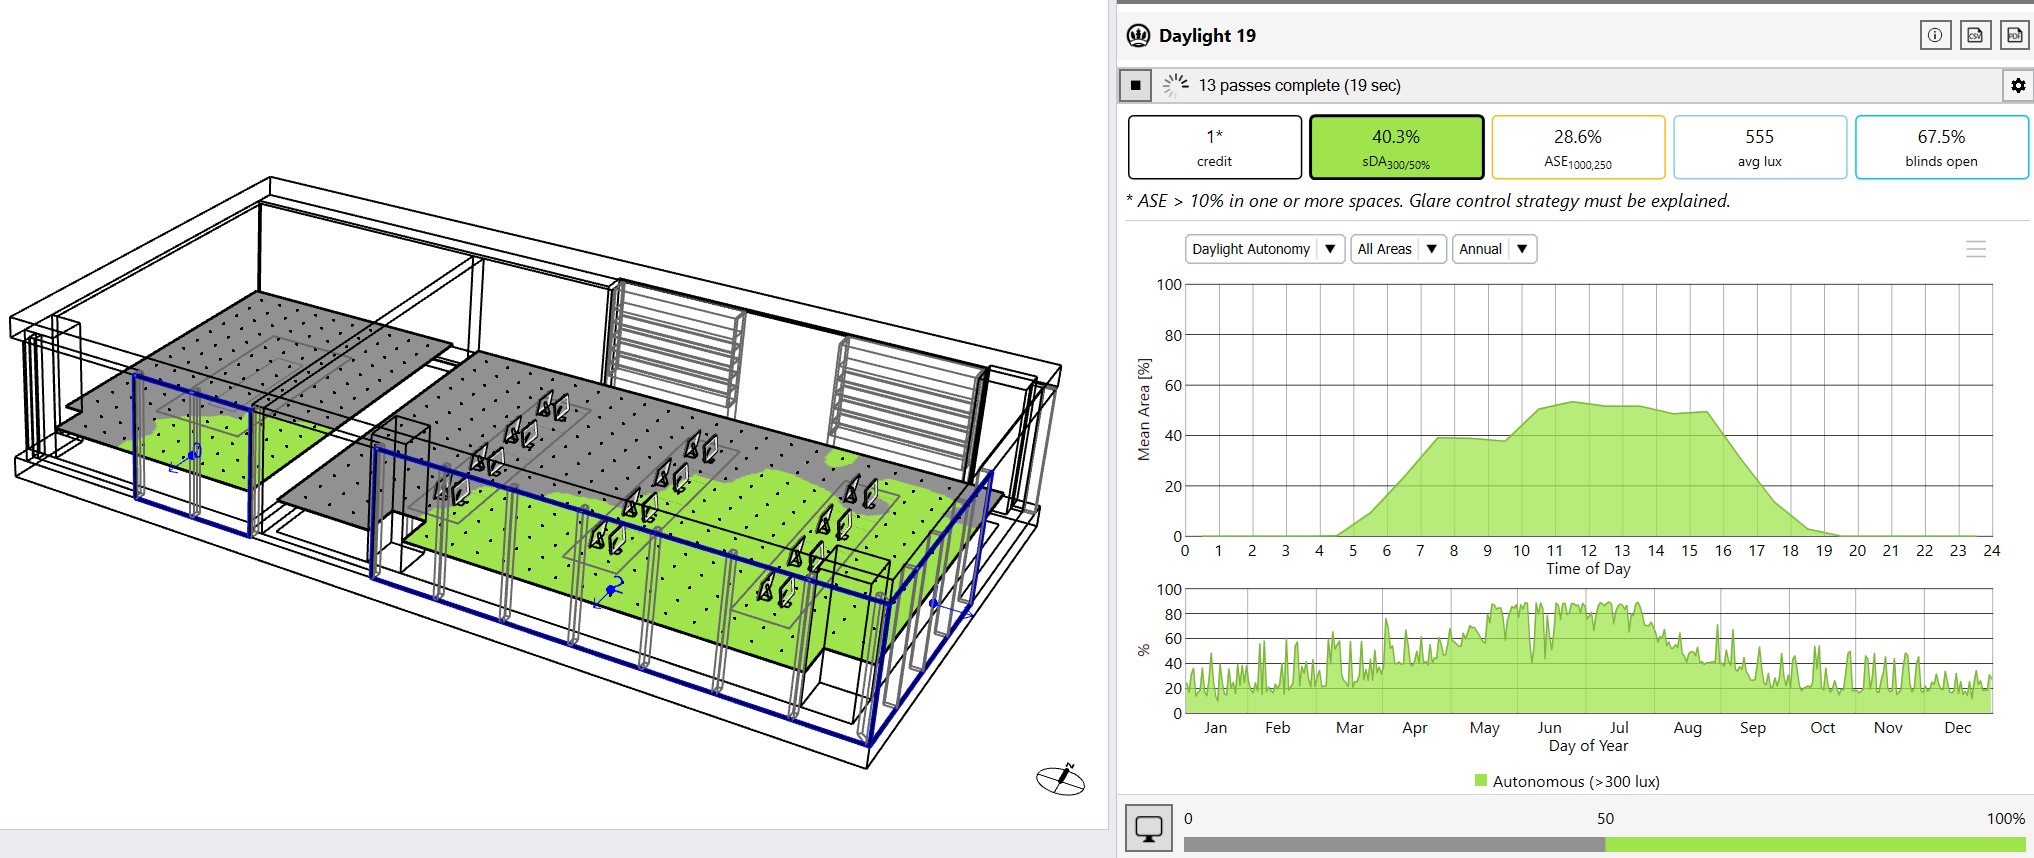 Daylight 19
CSV
PDF
13 passes complete (19 sec)
1*
credit
40.3%
sDA300/50%
28.6%
ASE1000,250
555
avg lux
67.5%
blinds open
* ASE > 10% in one or more spaces. Glare control strategy must be explained.
Daylight Autonomy
All Areas
Annual
Mean Area [%]
100
80
60
40
20
0
0 1 2 3 4 5 6 7 8 9 10 11 12 13 14 15 16 17 18 19 20 21 22 23 24
Time of Day
%
100
80
60
40
20
0
Jan Feb Mar Apr May Jun Jul Aug Sep Oct Nov Dec
Day of Year
Autonomous (>300 lux)
0 50 100%
N